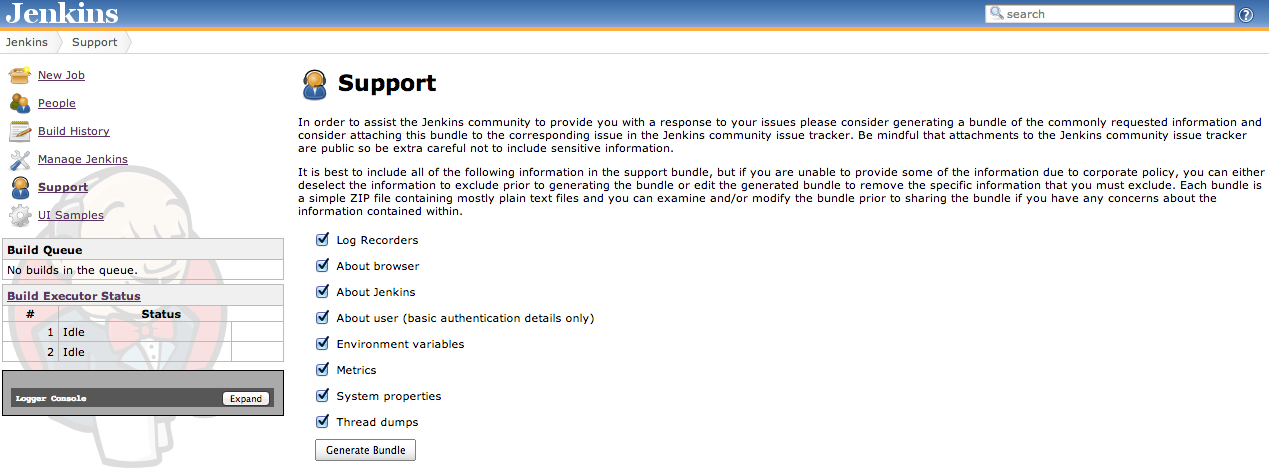 Jenkins
search
Jenkins
Support
New Job
People
Build History
Manage Jenkins
Support
UI Samples
Build Queue
No builds in the queue.
Build Executor Status
# Status
1 Idle
2 Idle
Logger Console
Expand
Support
In order to assist the Jenkins community to provide you with a response to your issues please consider generating a bundle of the commonly requested information and
consider attaching this bundle to the corresponding issue in the Jenkins community issue tracker. Be mindful that attachments to the Jenkins community issue tracker
are public so be extra careful not to include sensitive information.
It is best to include all of the following information in the support bundle, but if you are unable to provide some of the information due to corporate policy, you can either
deselect the information to exclude prior to generating the bundle or edit the generated bundle to remove the specific information that you must exclude. Each bundle is
a simple ZIP file containing mostly plain text files and you can examine and/or modify the bundle prior to sharing the bundle if you have any concerns about the
information contained within.
Log Recorders
About browser
About Jenkins
About user (basic authentication details only)
Environment variables
Metrics
System properties
Thread dumps
Generate Bundle